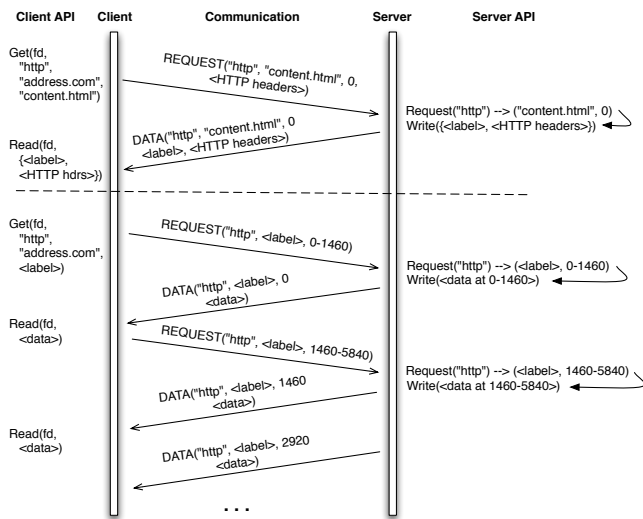 Client API Client Communication Server Server API
Get(fd,
"http",
"address.com",
"content.html")
REQUEST("http", "content.html", 0,
<HTTP headers>)
Request("http") --> ("content.html", 0)
Write({<label>, <HTTP headers>})
DATA("http", "content.html", 0
<label>, <HTTP headers>)
Read(fd,
{<label>,
<HTTP hdrs>})
Get(fd,
"http",
"address.com",
<label>)
REQUEST("http", <label>, 0-1460)
Request("http") --> (<label>, 0-1460)
Write(<data at 0-1460>)
DATA("http", <label>, 0
<data>)
Read(fd,
<data>)
REQUEST("http", <label>, 1460-5840)
Request("http") --> (<label>, 1460-5840)
Write(<data at 1460-5840>)
DATA("http", <label>, 1460
<data>)
Read(fd,
<data>)
DATA("http", <label>, 2920
<data>)
. . .